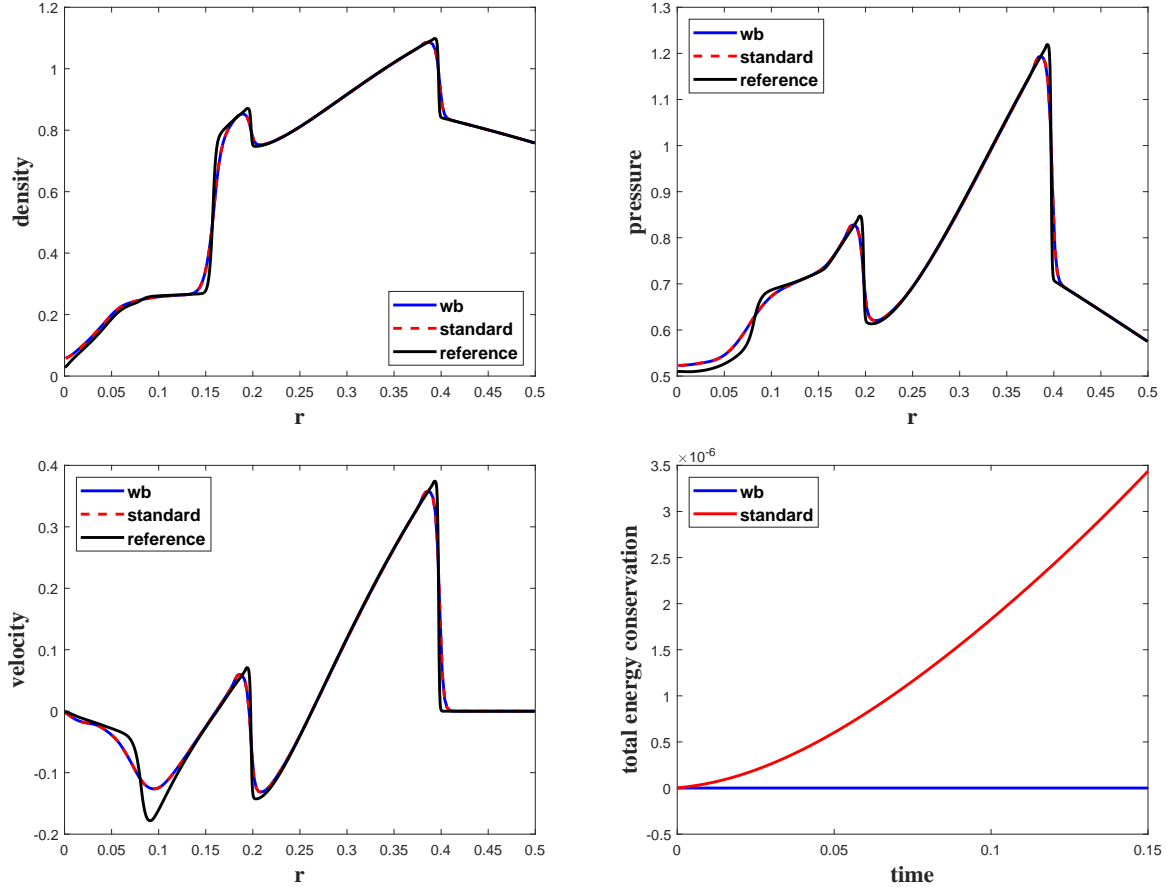 1.2
1
0.8
0.6
0.4
0.2
0
density
wb
standard
reference
0 0.05 0.1 0.15 0.2 0.25 0.3 0.35 0.4 0.45 0.5
r
1.3
1.2
1.1
1
0.9
0.8
0.7
0.6
0.5
pressure
wb
standard
reference
0 0.05 0.1 0.15 0.2 0.25 0.3 0.35 0.4 0.45 0.5
r
0.4
0.3
0.2
0.1
0
-0.1
-0.2
velocity
wb
standard
reference
0 0.05 0.1 0.15 0.2 0.25 0.3 0.35 0.4 0.45 0.5
r
×10⁻⁶
3.5
3
2.5
2
1.5
1
0.5
0
-0.5
total energy conservation
wb
standard
0 0.05 0.1 0.15
time